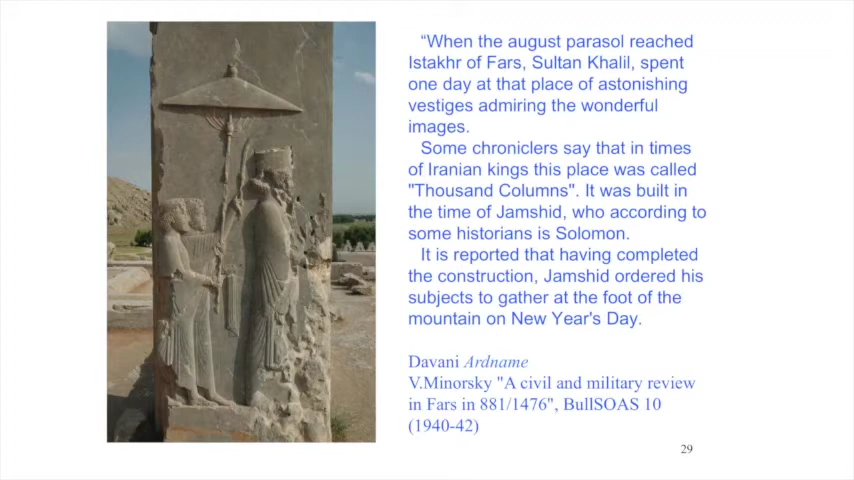 “When the august parasol reached
Istakhr of Fars, Sultan Khalil, spent
one day at that place of astonishing
vestiges admiring the wonderful
images.
Some chroniclers say that in times
of Iranian kings this place was called
"Thousand Columns". It was built in
the time of Jamshid, who according to
some historians is Solomon.
It is reported that having completed
the construction, Jamshid ordered his
subjects to gather at the foot of the
mountain on New Year's Day.
Davani Ardname
V.Minorsky "A civil and military review
in Fars in 881/1476", BullSOAS 10
(1940-42)
29